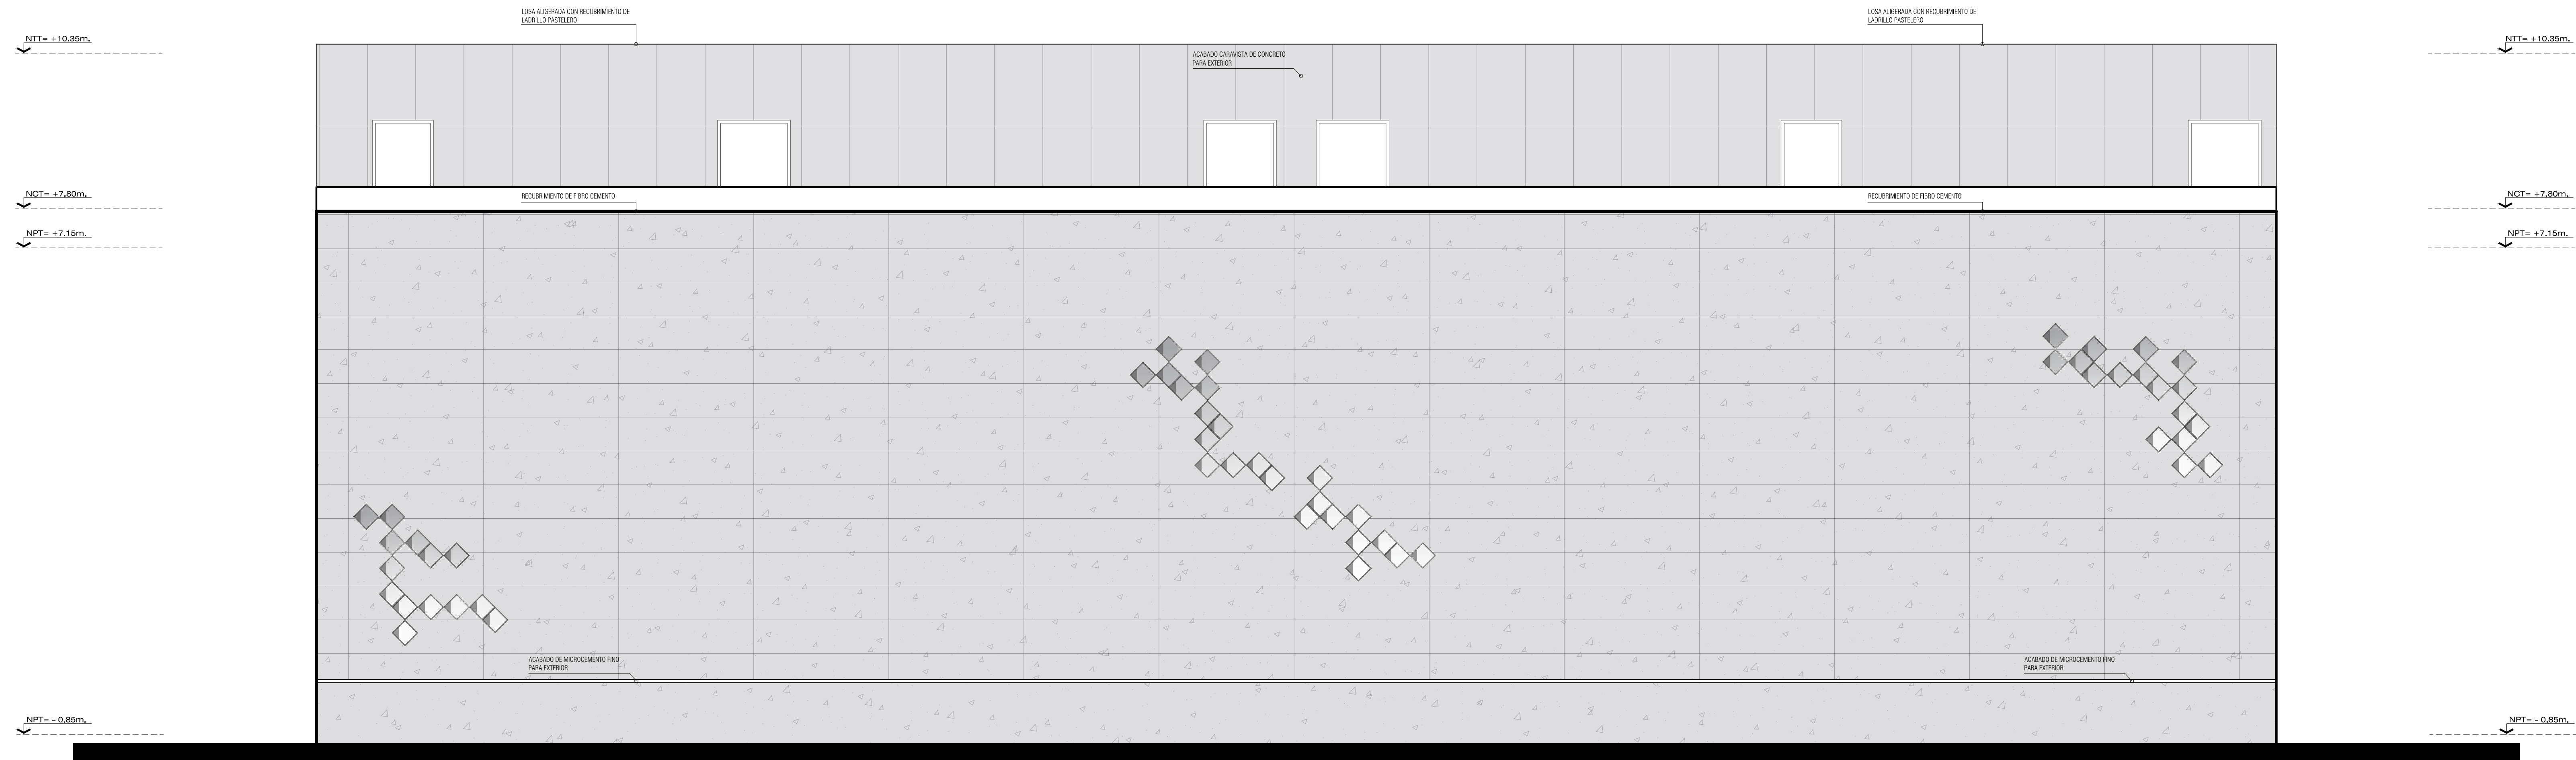 LOSA ALIGERADA CON RECUBRIMIENTO DE
LADRILLO PASTELERO
LOSA ALIGERADA CON RECUBRIMIENTO DE
LADRILLO PASTELERO
NTT= +10.35m.
NTT= +10.35m.
ACABADO CARAVISTA DE CONCRETO
PARA EXTERIOR
NCT= +7.80m.
RECUBRIMIENTO DE FIBRO CEMENTO
RECUBRIMIENTO DE FIBRO CEMENTO
NCT= +7.80m.
NPT= +7.15m.
NPT= +7.15m.
ACABADO DE MICROCEMENTO FINO
PARA EXTERIOR
ACABADO DE MICROCEMENTO FINO
PARA EXTERIOR
NPT= - 0.85m.
NPT= - 0.85m.